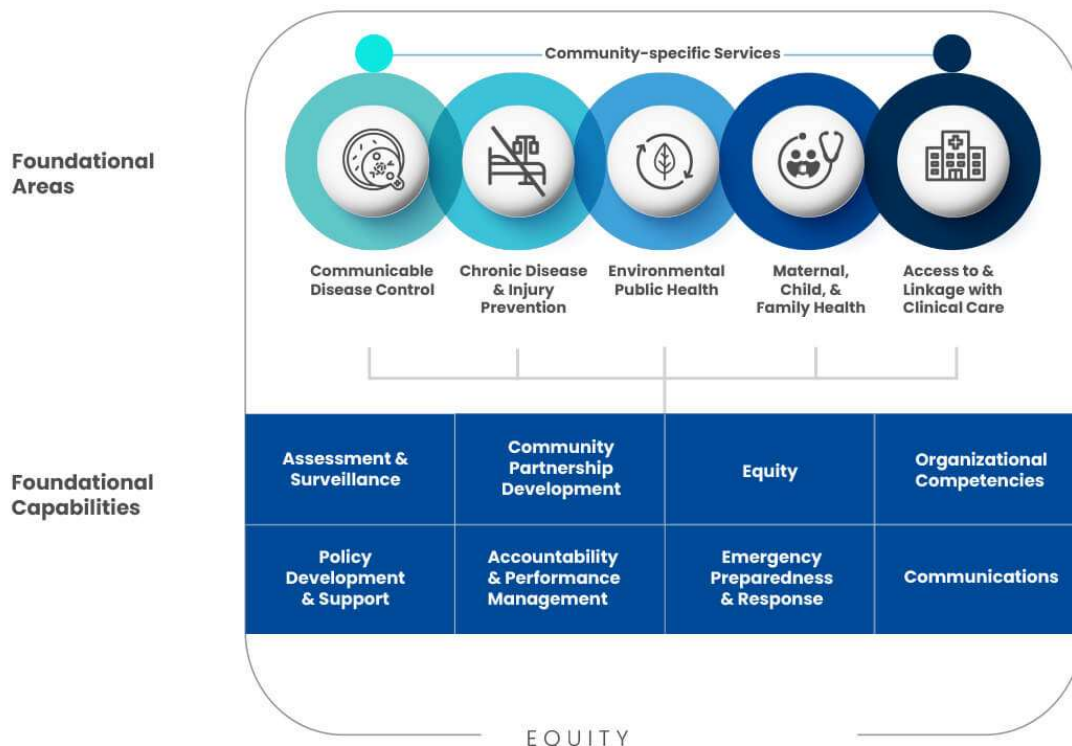 Community-specific Services
Foundational
Areas
Communicable
Disease Control
Chronic Disease
& Injury
Prevention
Environmental
Public Health
Maternal,
Child, &
Family Health
Access to &
Linkage with
Clinical Care
Foundational
Capabilities
Assessment &
Surveillance
Community
Partnership
Development
Equity
Organizational
Competencies
Policy
Development
& Support
Accountability
& Performance
Management
Emergency
Preparedness
& Response
Communications
EQUITY